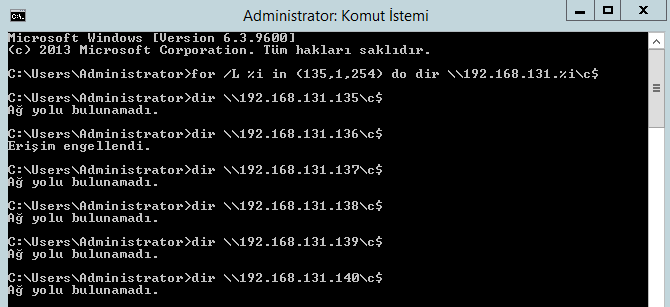 Administrator: Komut İstemi
Microsoft Windows [Version 6.3.9600]
(c) 2013 Microsoft Corporation. Tüm hakları saklıdır.
C:\Users\Administrator>for /L %i in (135,1,254) do dir \\192.168.131.%i\c$
C:\Users\Administrator>dir \\192.168.131.135\c$
Ağ yolu bulunamadı.
C:\Users\Administrator>dir \\192.168.131.136\c$
Erişim engellendi.
C:\Users\Administrator>dir \\192.168.131.137\c$
Ağ yolu bulunamadı.
C:\Users\Administrator>dir \\192.168.131.138\c$
Ağ yolu bulunamadı.
C:\Users\Administrator>dir \\192.168.131.139\c$
Ağ yolu bulunamadı.
C:\Users\Administrator>dir \\192.168.131.140\c$
Ağ yolu bulunamadı.